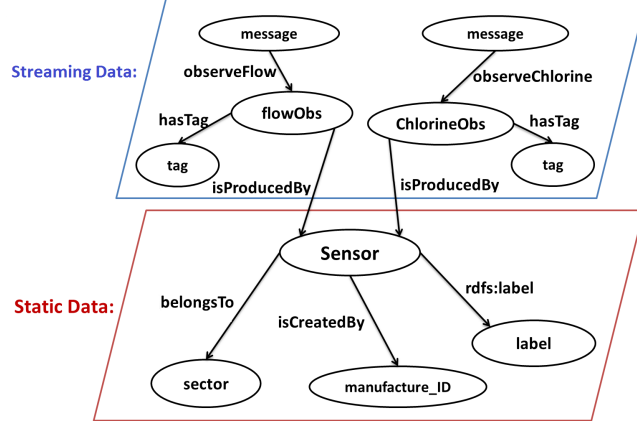 message
message
observeFlow
Streaming Data:
observeChlorine
hasTag
flowObs
ChlorineObs
hasTag
tag
tag
isProducedBy
isProducedBy
Sensor
rdfs:label
belongsTo
Static Data:
isCreatedBy
label
sector
manufacture_ID